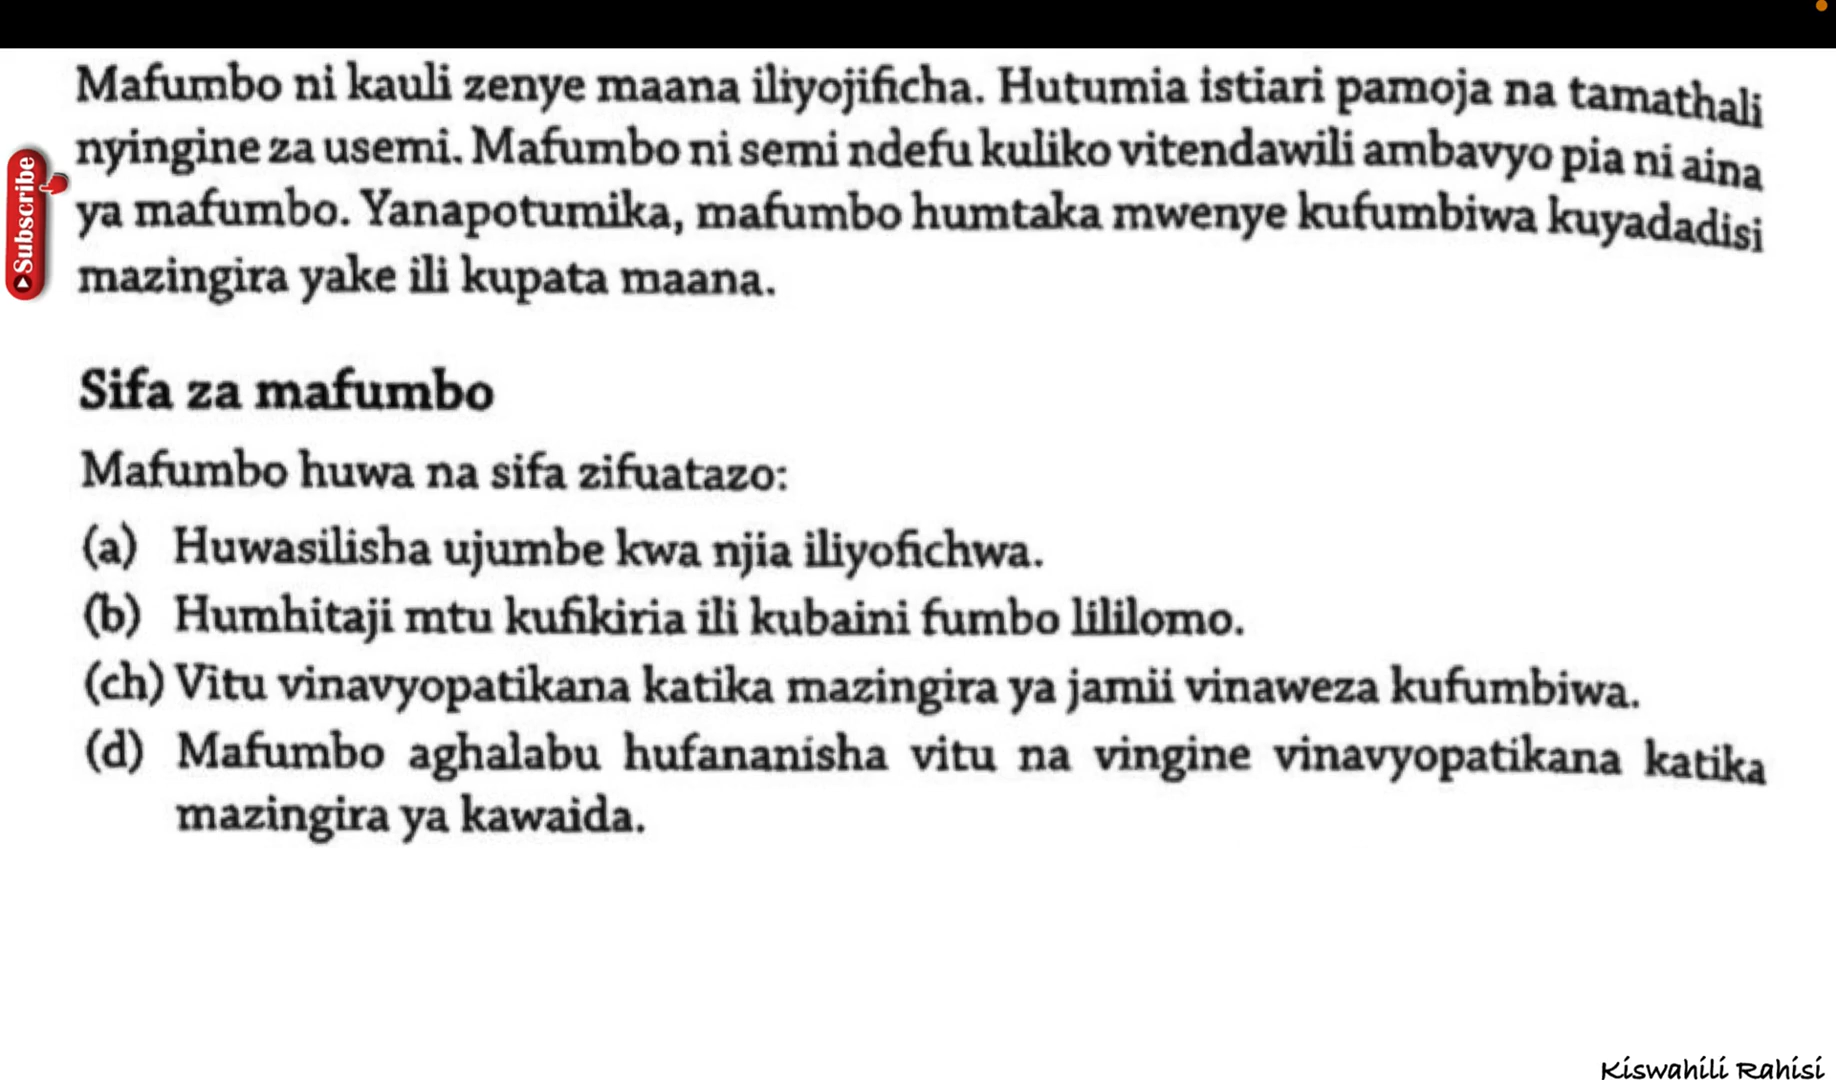 Mafumbo ni kauli zenye maana iliyojificha. Hutumia istiari pamoja na tamathali
nyingine za usemi. Mafumbo ni semi ndefu kuliko vitendawili ambavyo pia ni aina
ya mafumbo. Yanapotumika, mafumbo humtaka mwenye kufumbiwa kuyadadisi
mazingira yake ili kupata maana.
Subscribe
Sifa za mafumbo
Mafumbo huwa na sifa zifuatazo:
(a) Huwasilisha ujumbe kwa njia iliyofichwa.
(b) Humhitaji mtu kufikiria ili kubaini fumbo lililomo.
(ch) Vitu vinavyopatikana katika mazingira ya jamii vinaweza kufumbiwa.
(d) Mafumbo aghalabu hufananisha vitu na vingine vinavyopatikana katika
mazingira ya kawaida.
Kiswahili Rahisi